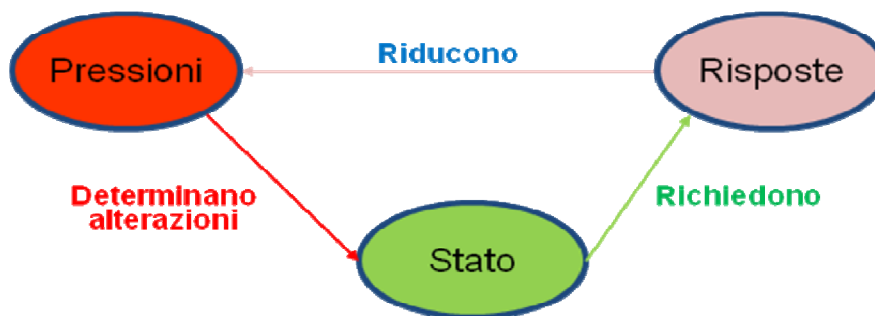 Pressioni
Riducono
Risposte
Determinano
alterazioni
Richiedono
Stato